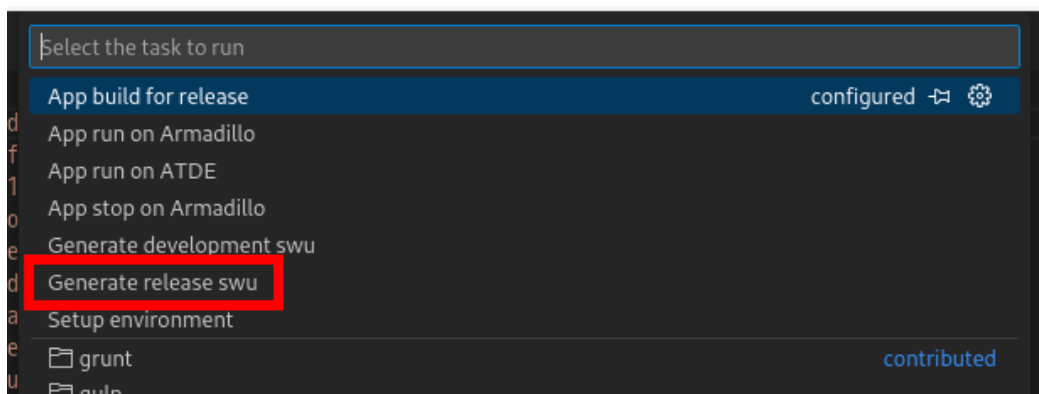 Select the task to run
App build for release configured
App run on Armadillo
App run on ATDE
App stop on Armadillo
Generate development swu
Generate release swu
Setup environment
grunt contributed
gulp